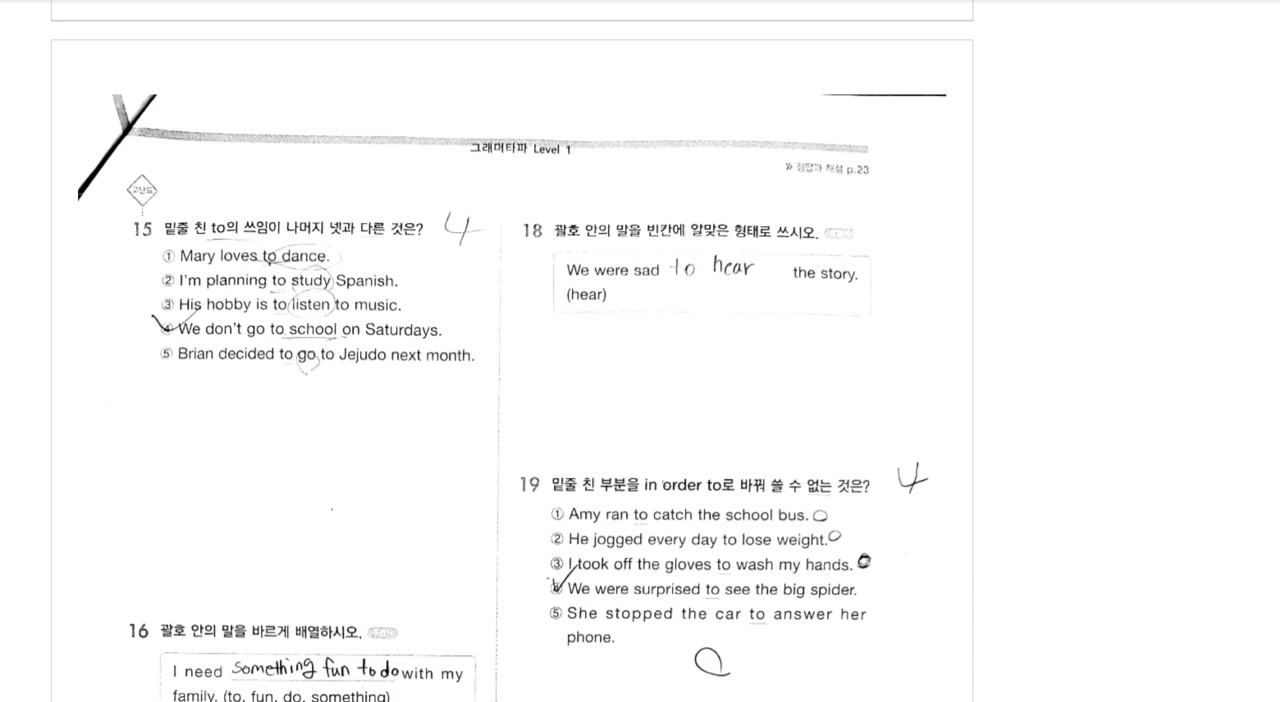 그래머타파 Level 1
» 정답과 해설 p.23
고난도
15 밑줄 친 to의 쓰임이 나머지 넷과 다른 것은? 4
① Mary loves to dance.
② I'm planning to study Spanish.
③ His hobby is to listen to music.
④ We don't go to school on Saturdays.
⑤ Brian decided to go to Jejudo next month.
16 괄호 안의 말을 바르게 배열하시오.
I need something fun to do with my
family. (to, fun, do, something)
18 괄호 안의 말을 빈칸에 알맞은 형태로 쓰시오.
We were sad to hear the story.
(hear)
19 밑줄 친 부분을 in order to로 바꿔 쓸 수 없는 것은? 4
① Amy ran to catch the school bus.
② He jogged every day to lose weight.
③ I took off the gloves to wash my hands.
④ We were surprised to see the big spider.
⑤ She stopped the car to answer her
phone.